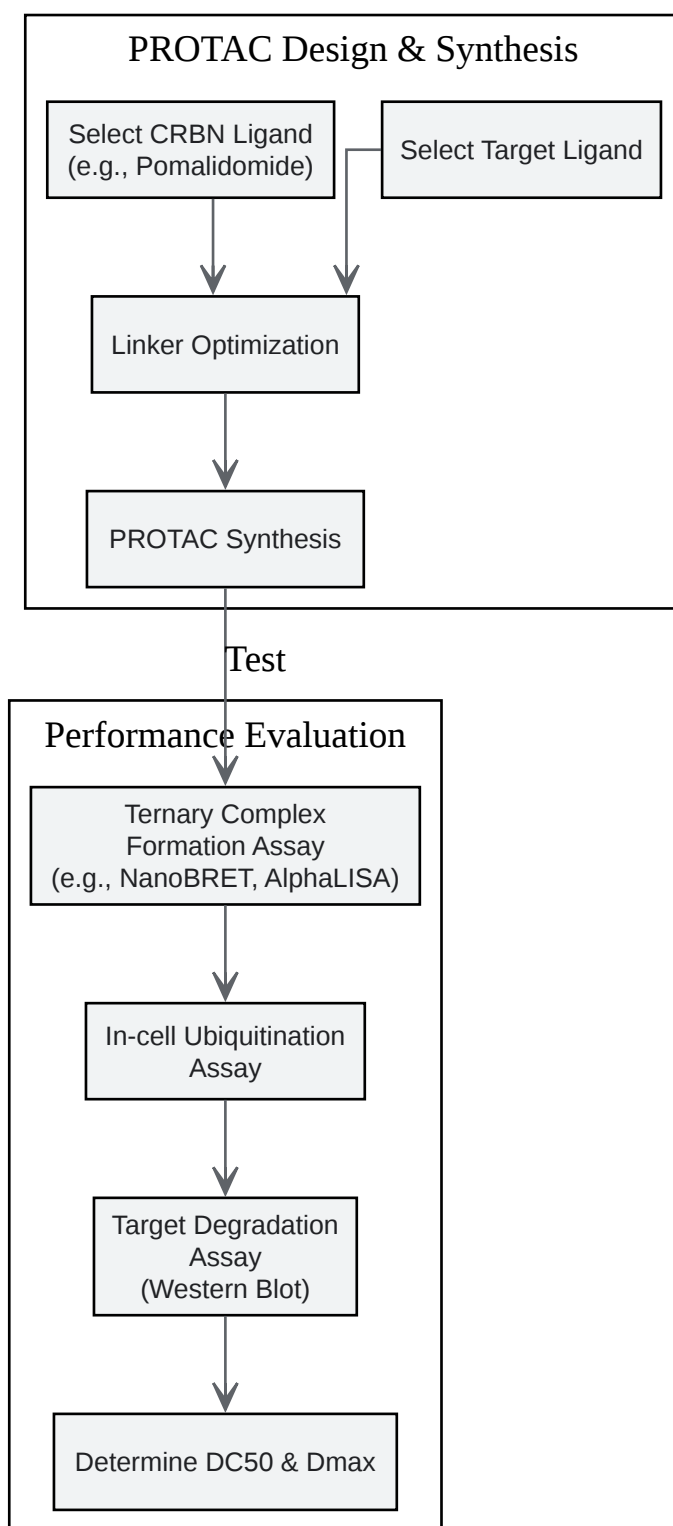 PROTAC Design & Synthesis
Select CRBN Ligand
(e.g., Pomalidomide)
Select Target Ligand
Linker Optimization
PROTAC Synthesis
Test
Performance Evaluation
Ternary Complex
Formation Assay
(e.g., NanoBRET, AlphaLISA)
In-cell Ubiquitination
Assay
Target Degradation
Assay
(Western Blot)
Determine DC50 & Dmax